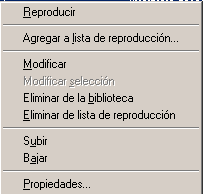 Reproducir
Agregar a lista de reproducción...
Modificar
Modificar selección
Eliminar de la biblioteca
Eliminar de lista de reproducción
Subir
Bajar
Propiedades...